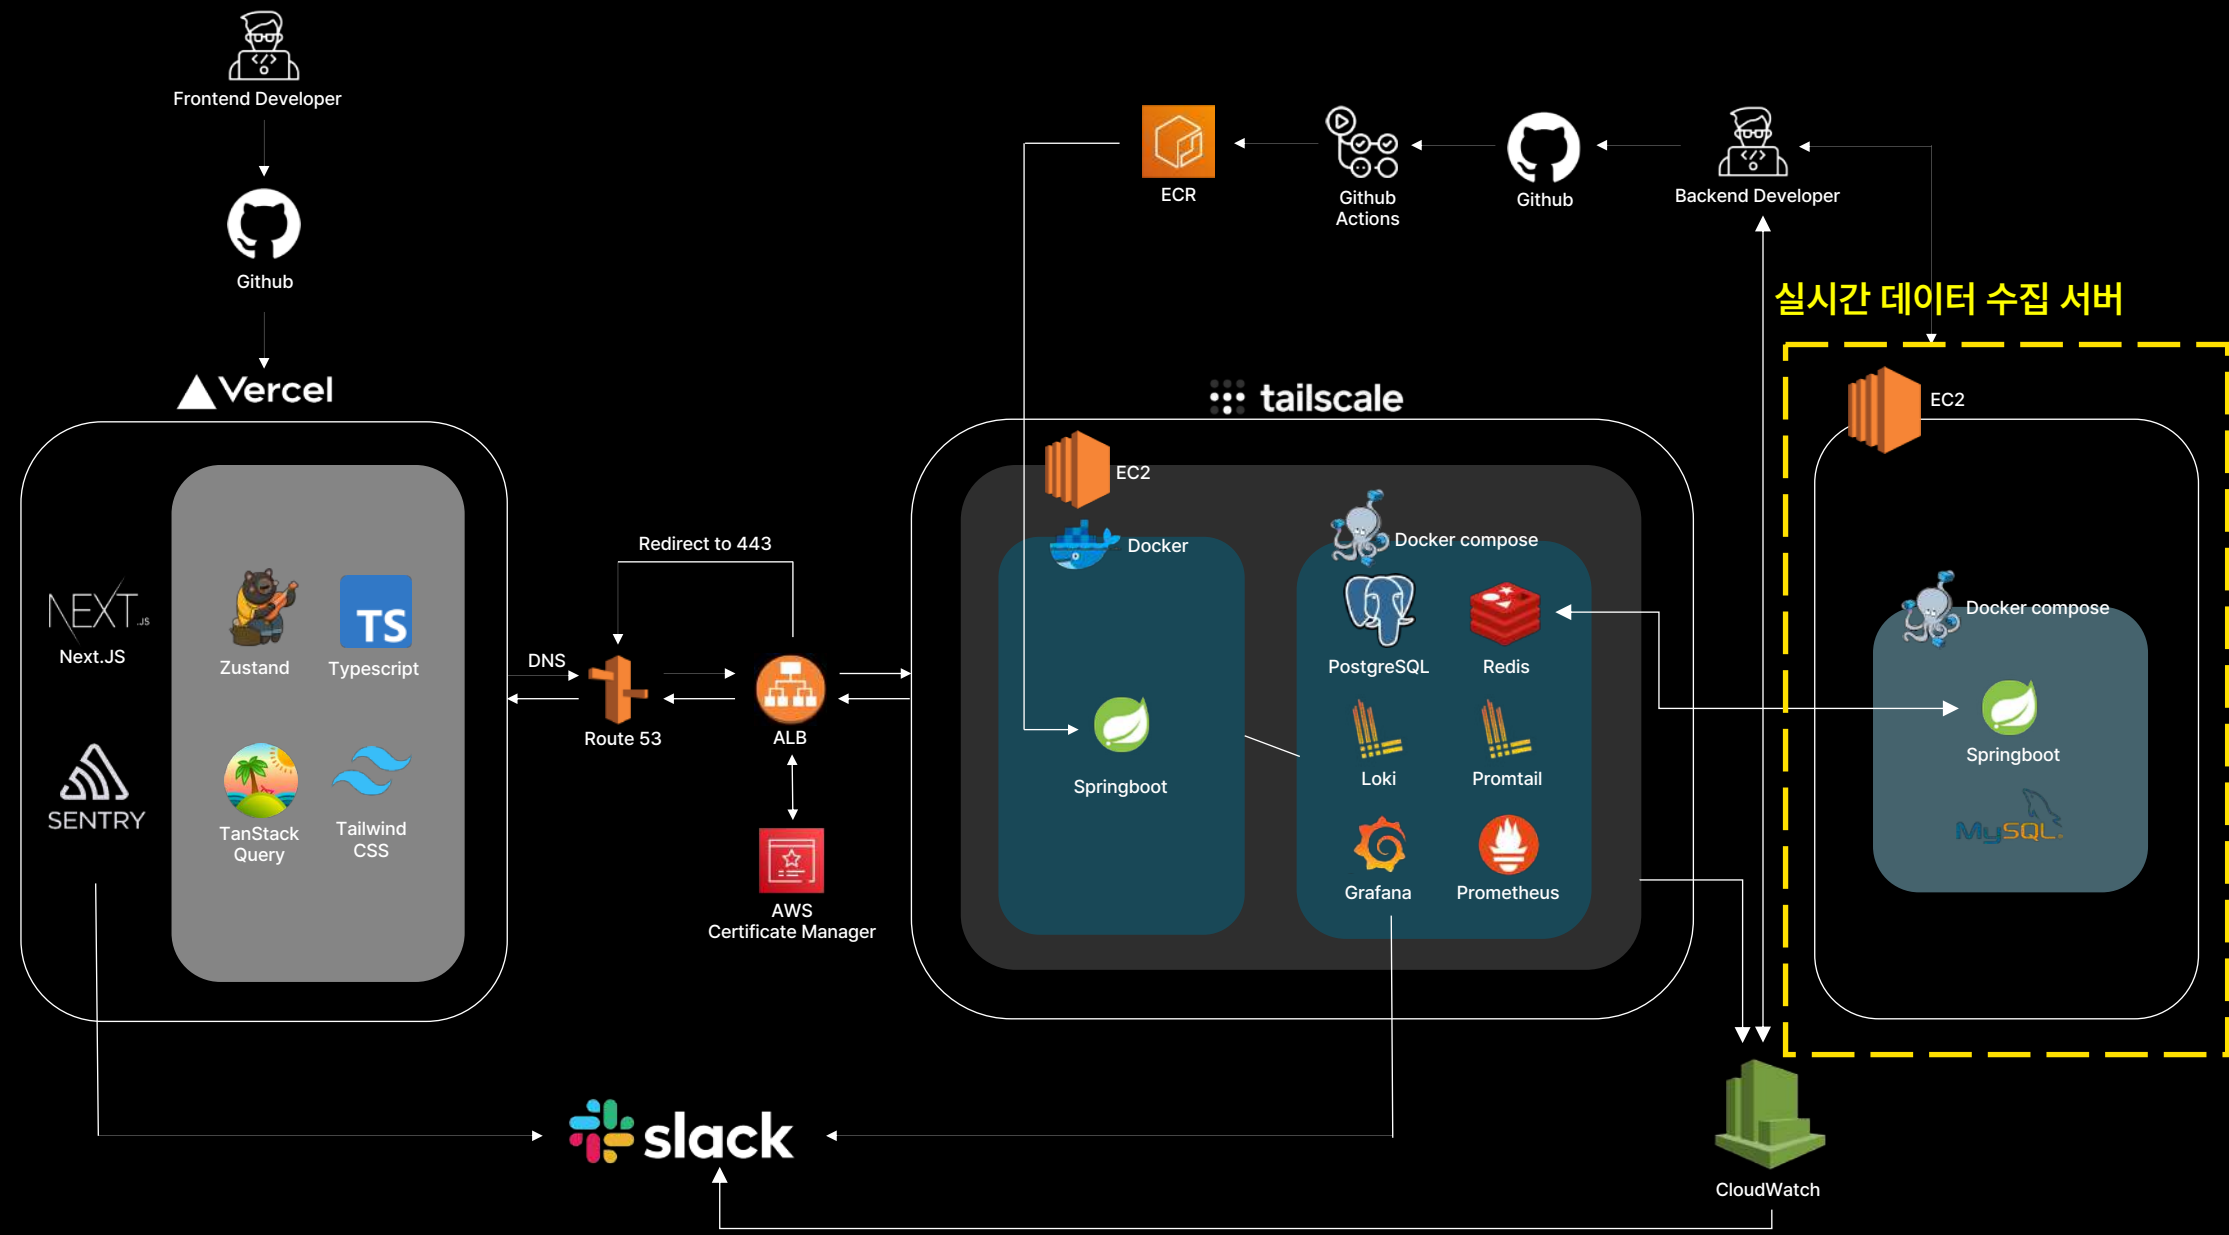 Frontend Developer
Github
Vercel
NEXT.JS
Next.JS
SENTRY
Zustand
TS
Typescript
TanStack
Query
Tailwind
CSS
DNS
Redirect to 443
Route 53
ALB
AWS
Certificate Manager
ECR
Github
Actions
Github
Backend Developer
tailscale
EC2
Docker
Springboot
Docker compose
PostgreSQL
Redis
Loki
Promtail
Grafana
Prometheus
실시간 데이터 수집 서버
EC2
Docker compose
Springboot
MySQL
slack
CloudWatch